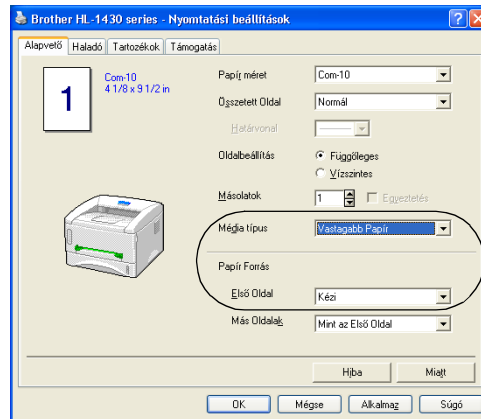 Brother HL-1430 series - Nyomtatási beállítások
Alapvető Haladó Tartozékok Támogatás
1
Com-10
4 1/8 x 9 1/2 in
Papír méret Com-10
Összetett Oldal Normál
Határvonal
Oldalbeállítás Függőleges
Vízszintes
Másolatok 1 Egyeztetés
Média típus Vastagabb Papír
Papír Forrás
Első Oldal Kézi
Más Oldalak Mint az Első Oldal
Hiba Miatt
OK Mégse Alkalmaz Súgó